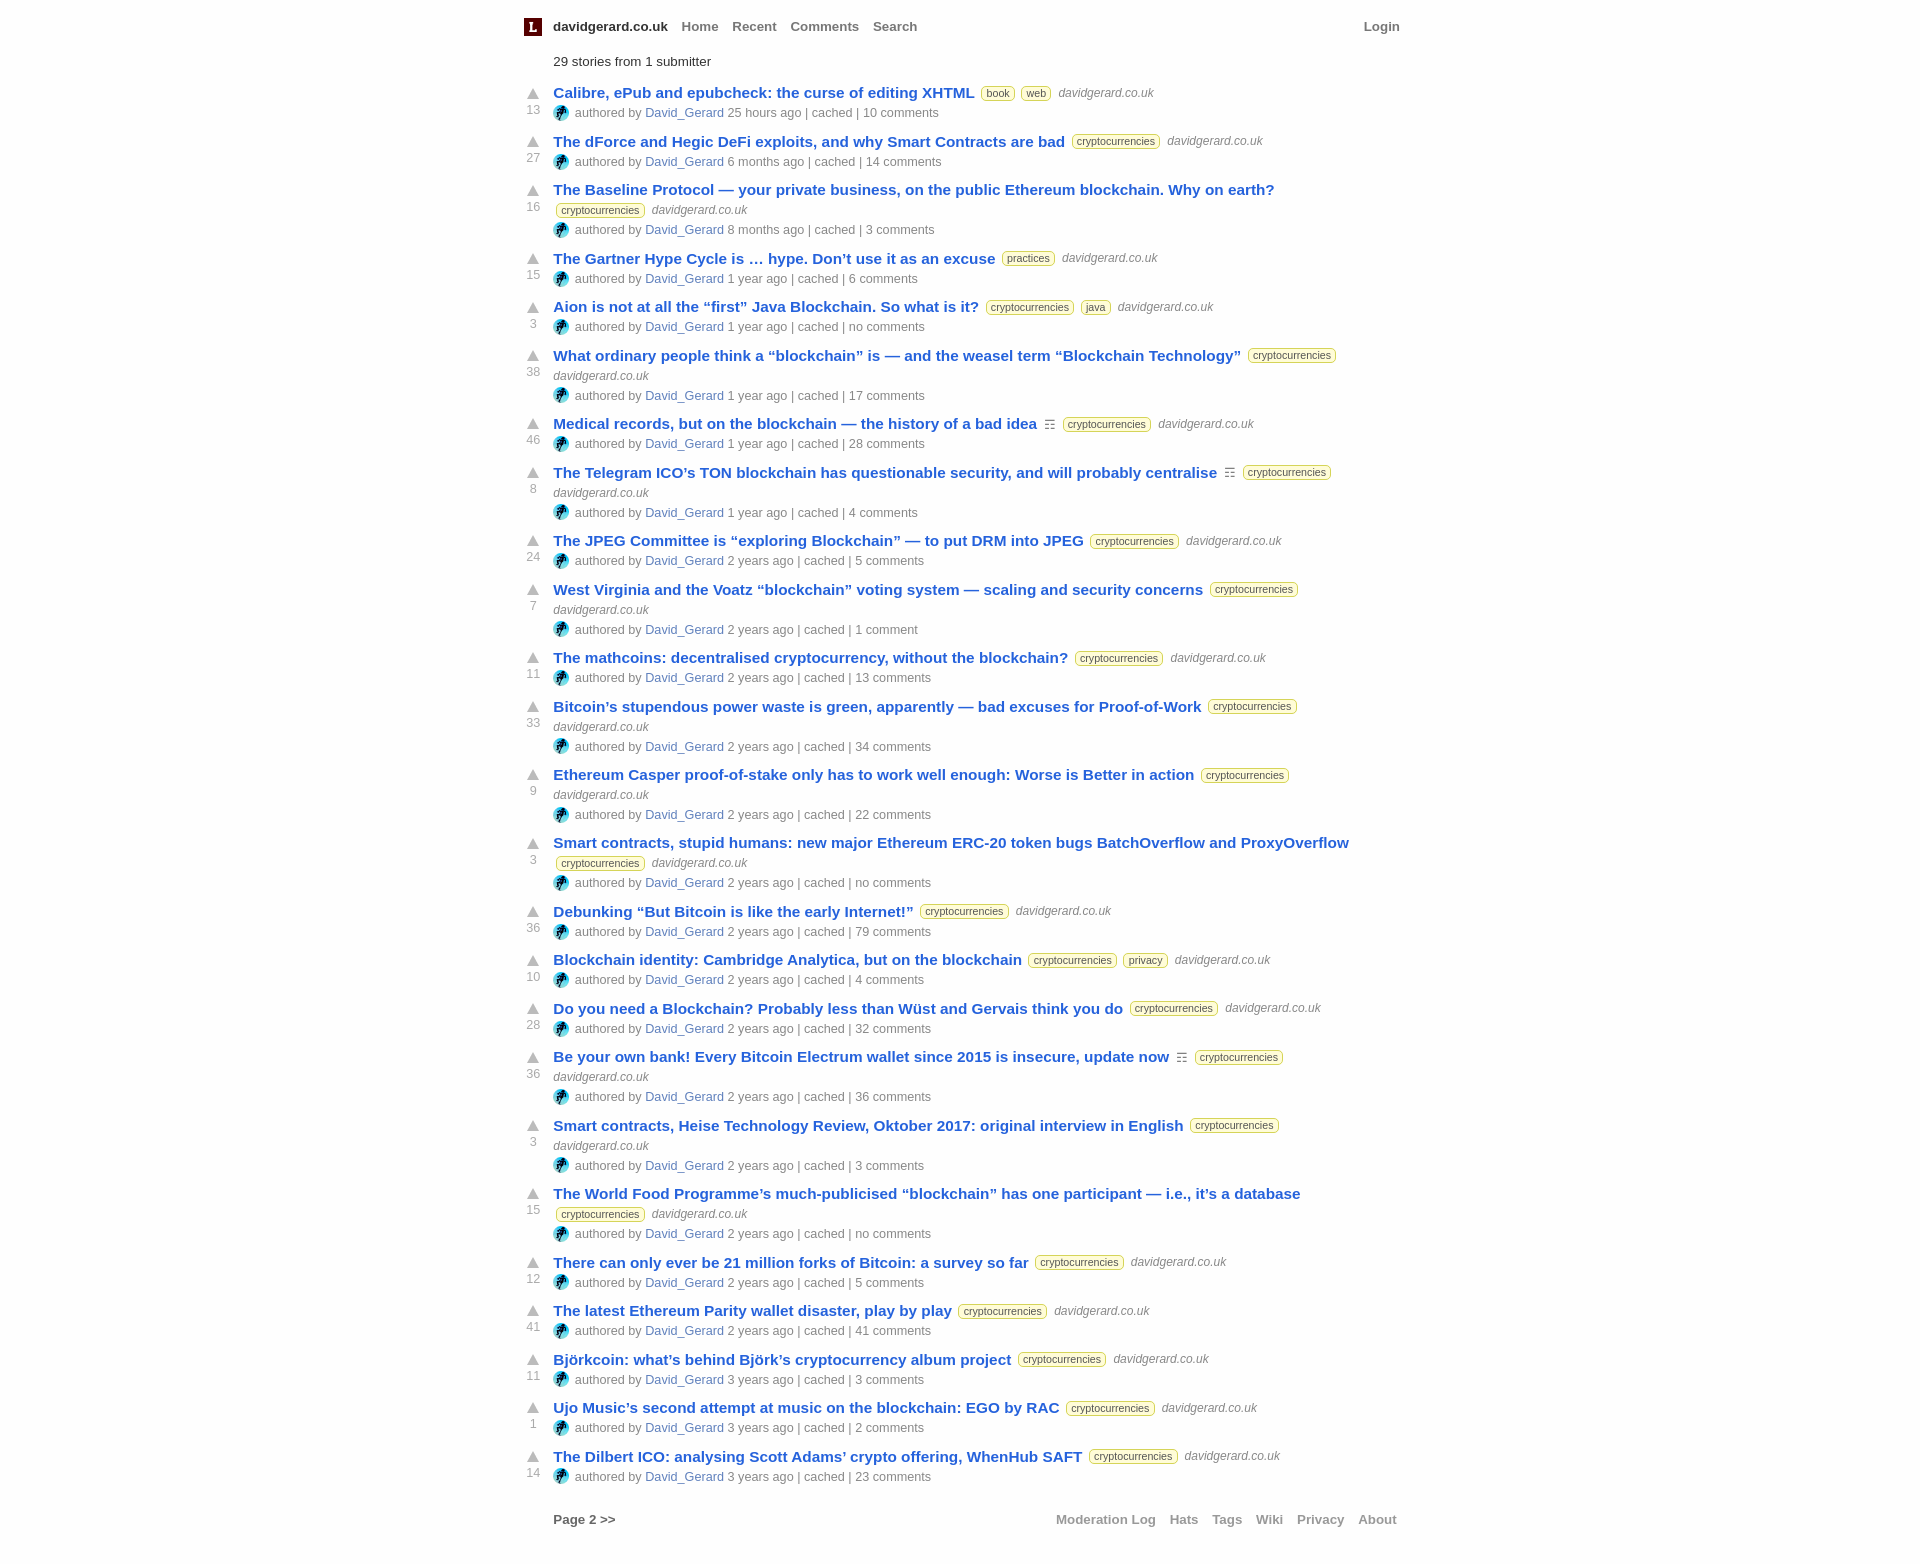 L davidgerard.co.uk Home Recent Comments Search Login
29 stories from 1 submitter
Calibre, ePub and epubcheck: the curse of editing XHTML book web davidgerard.co.uk
13 authored by David_Gerard 25 hours ago | cached | 10 comments
The dForce and Hegic DeFi exploits, and why Smart Contracts are bad cryptocurrencies davidgerard.co.uk
27 authored by David_Gerard 6 months ago | cached | 14 comments
The Baseline Protocol — your private business, on the public Ethereum blockchain. Why on earth?
16 cryptocurrencies davidgerard.co.uk
authored by David_Gerard 8 months ago | cached | 3 comments
The Gartner Hype Cycle is … hype. Don’t use it as an excuse practices davidgerard.co.uk
15 authored by David_Gerard 1 year ago | cached | 6 comments
Aion is not at all the “first” Java Blockchain. So what is it? cryptocurrencies java davidgerard.co.uk
3 authored by David_Gerard 1 year ago | cached | no comments
What ordinary people think a “blockchain” is — and the weasel term “Blockchain Technology” cryptocurrencies
38 davidgerard.co.uk
authored by David_Gerard 1 year ago | cached | 17 comments
Medical records, but on the blockchain — the history of a bad idea ☶ cryptocurrencies davidgerard.co.uk
46 authored by David_Gerard 1 year ago | cached | 28 comments
The Telegram ICO’s TON blockchain has questionable security, and will probably centralise ☶ cryptocurrencies
8 davidgerard.co.uk
authored by David_Gerard 1 year ago | cached | 4 comments
The JPEG Committee is “exploring Blockchain” — to put DRM into JPEG cryptocurrencies davidgerard.co.uk
24 authored by David_Gerard 2 years ago | cached | 5 comments
West Virginia and the Voatz “blockchain” voting system — scaling and security concerns cryptocurrencies
7 davidgerard.co.uk
authored by David_Gerard 2 years ago | cached | 1 comment
The mathcoins: decentralised cryptocurrency, without the blockchain? cryptocurrencies davidgerard.co.uk
11 authored by David_Gerard 2 years ago | cached | 13 comments
Bitcoin’s stupendous power waste is green, apparently — bad excuses for Proof-of-Work cryptocurrencies
33 davidgerard.co.uk
authored by David_Gerard 2 years ago | cached | 34 comments
Ethereum Casper proof-of-stake only has to work well enough: Worse is Better in action cryptocurrencies
9 davidgerard.co.uk
authored by David_Gerard 2 years ago | cached | 22 comments
Smart contracts, stupid humans: new major Ethereum ERC-20 token bugs BatchOverflow and ProxyOverflow
3 cryptocurrencies davidgerard.co.uk
authored by David_Gerard 2 years ago | cached | no comments
Debunking “But Bitcoin is like the early Internet!” cryptocurrencies davidgerard.co.uk
36 authored by David_Gerard 2 years ago | cached | 79 comments
Blockchain identity: Cambridge Analytica, but on the blockchain cryptocurrencies privacy davidgerard.co.uk
10 authored by David_Gerard 2 years ago | cached | 4 comments
Do you need a Blockchain? Probably less than Wüst and Gervais think you do cryptocurrencies davidgerard.co.uk
28 authored by David_Gerard 2 years ago | cached | 32 comments
Be your own bank! Every Bitcoin Electrum wallet since 2015 is insecure, update now ☶ cryptocurrencies
36 davidgerard.co.uk
authored by David_Gerard 2 years ago | cached | 36 comments
Smart contracts, Heise Technology Review, Oktober 2017: original interview in English cryptocurrencies
3 davidgerard.co.uk
authored by David_Gerard 2 years ago | cached | 3 comments
The World Food Programme’s much-publicised “blockchain” has one participant — i.e., it’s a database
15 cryptocurrencies davidgerard.co.uk
authored by David_Gerard 2 years ago | cached | no comments
There can only ever be 21 million forks of Bitcoin: a survey so far cryptocurrencies davidgerard.co.uk
12 authored by David_Gerard 2 years ago | cached | 5 comments
The latest Ethereum Parity wallet disaster, play by play cryptocurrencies davidgerard.co.uk
41 authored by David_Gerard 2 years ago | cached | 41 comments
Björkcoin: what’s behind Björk’s cryptocurrency album project cryptocurrencies davidgerard.co.uk
11 authored by David_Gerard 3 years ago | cached | 3 comments
Ujo Music’s second attempt at music on the blockchain: EGO by RAC cryptocurrencies davidgerard.co.uk
1 authored by David_Gerard 3 years ago | cached | 2 comments
The Dilbert ICO: analysing Scott Adams’ crypto offering, WhenHub SAFT cryptocurrencies davidgerard.co.uk
14 authored by David_Gerard 3 years ago | cached | 23 comments
Page 2 >> Moderation Log Hats Tags Wiki Privacy About